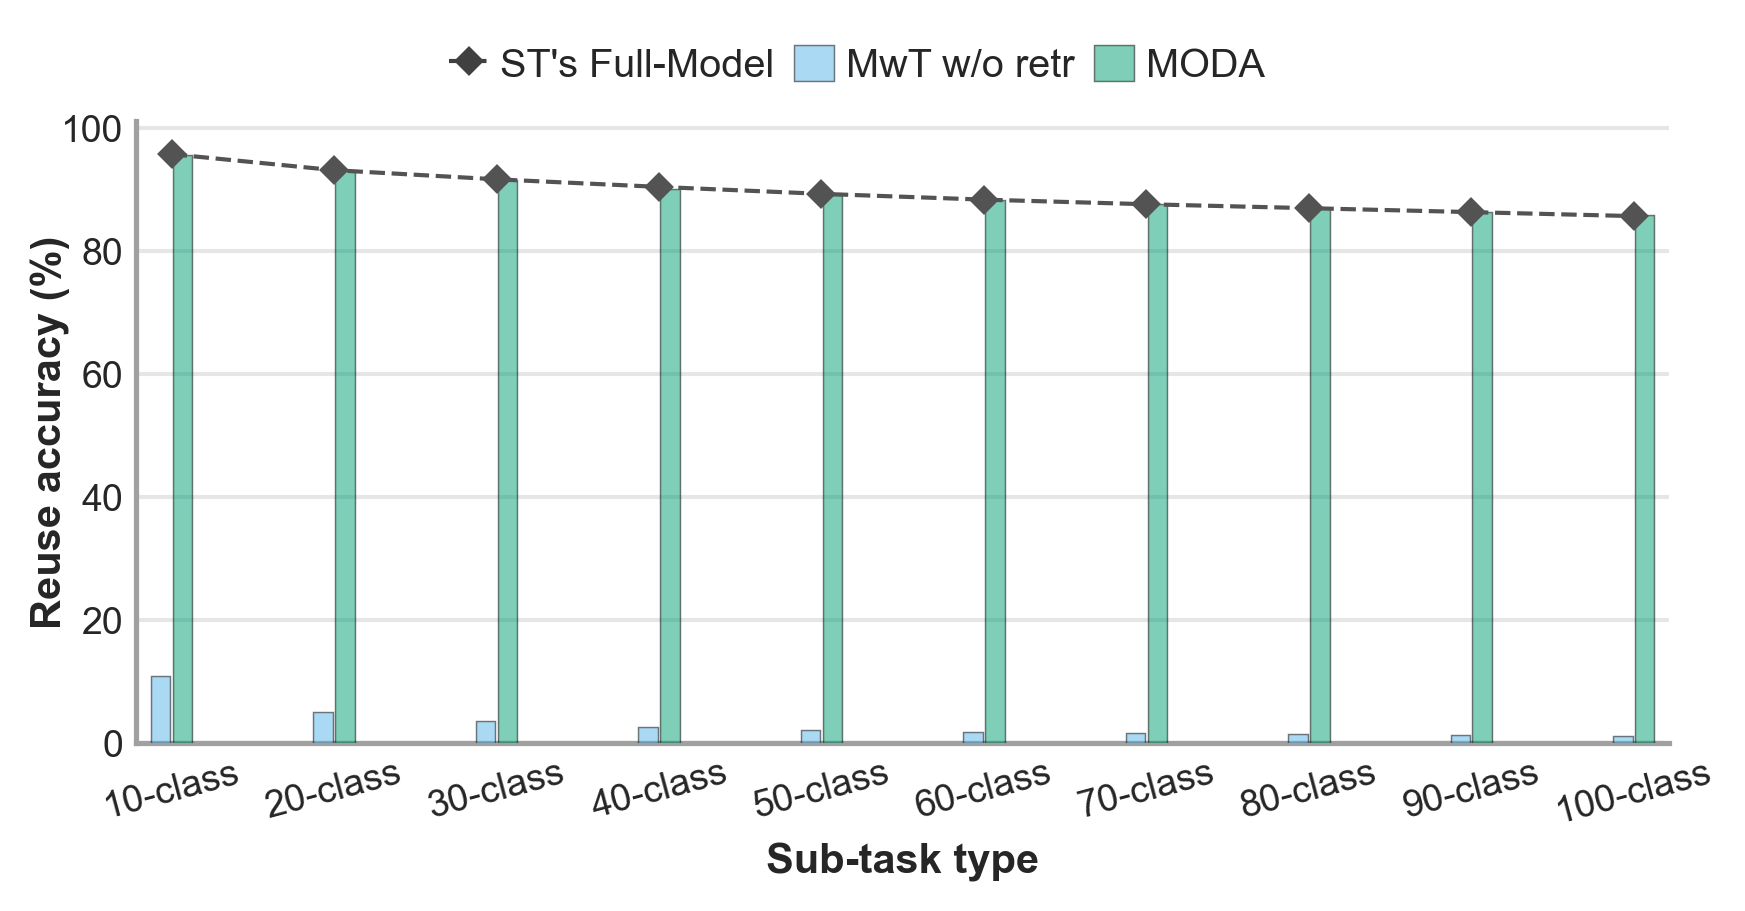 ST's Full-Model MwT w/o retr MODA
100
80
60
40
20
0
Reuse accuracy (%)
10-class 20-class 30-class 40-class 50-class 60-class 70-class 80-class 90-class 100-class
Sub-task type